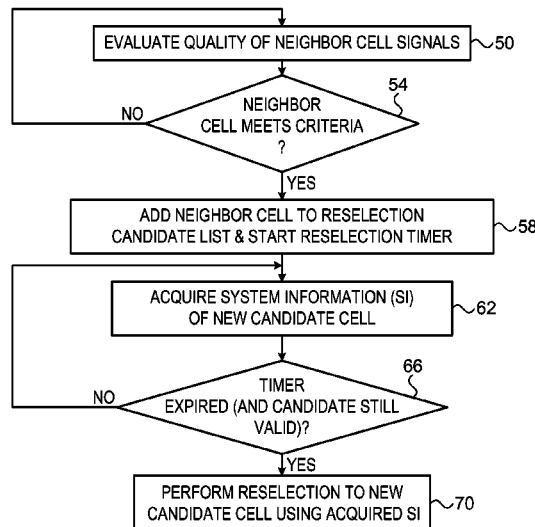 EVALUATE QUALITY OF NEIGHBOR CELL SIGNALS
50
NEIGHBOR
CELL MEETS CRITERIA
?
54
NO
YES
ADD NEIGHBOR CELL TO RESELECTION
CANDIDATE LIST & START RESELECTION TIMER
58
ACQUIRE SYSTEM INFORMATION (SI)
OF NEW CANDIDATE CELL
62
TIMER
EXPIRED (AND CANDIDATE STILL
VALID)?
66
NO
YES
PERFORM RESELECTION TO NEW
CANDIDATE CELL USING ACQUIRED SI
70